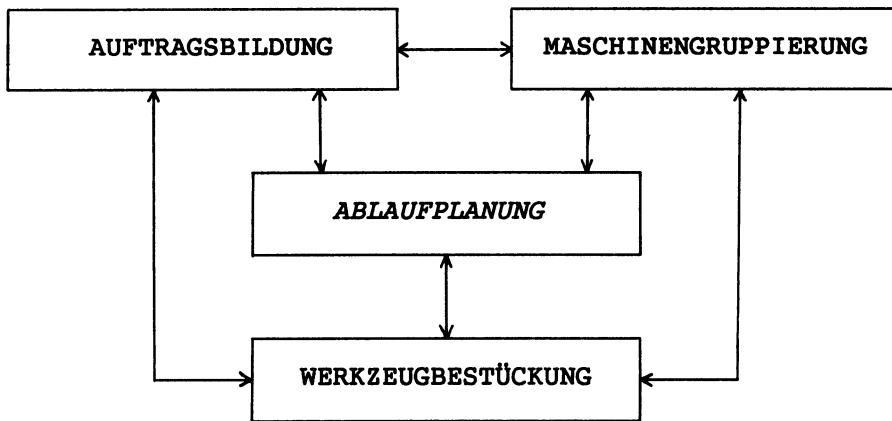 AUFTRAGSBILDUNG
MASCHINENGRUPPIERUNG
ABLAUFPLANUNG
WERKZEUGBESTÜCKUNG